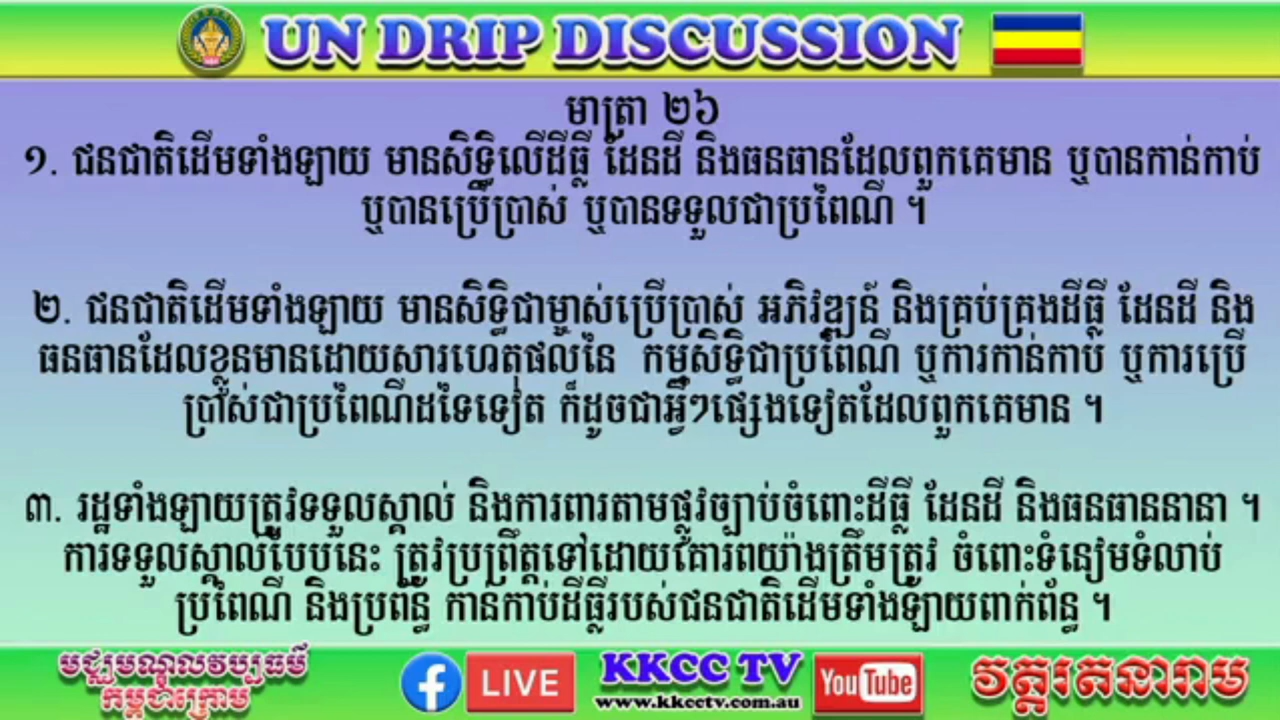 UN DRIP DISCUSSION
មាត្រា ២៦
១. ជនជាតិដើមទាំងឡាយ មានសិទ្ធិលើដីធ្លី ដែនដី និងធនធានដែលពួកគេមាន ឬបានកាន់កាប់
ឬបានប្រើប្រាស់ ឬបានទទួលជាប្រពៃណី ។
២. ជនជាតិដើមទាំងឡាយ មានសិទ្ធិជាម្ចាស់ប្រើប្រាស់ អភិវឌ្ឍន៍ និងគ្រប់គ្រងដីធ្លី ដែនដី និង
ធនធានដែលខ្លួនមានដោយសារហេតុផលនៃ កម្មសិទ្ធិជាប្រពៃណី ឬការកាន់កាប់ ឬការប្រើ
ប្រាស់ជាប្រពៃណីដទៃទៀត ក៏ដូចជាអ្វីៗផ្សេងទៀតដែលពួកគេមាន ។
៣. រដ្ឋទាំងឡាយត្រូវទទួលស្គាល់ និងការពារតាមផ្លូវច្បាប់ចំពោះដីធ្លី ដែនដី និងធនធាននានា ។
ការទទួលស្គាល់បែបនេះ ត្រូវប្រព្រឹត្តទៅដោយគោរពយ៉ាងត្រឹមត្រូវ ចំពោះទំនៀមទំលាប់
ប្រពៃណី និងប្រព័ន្ធ កាន់កាប់ដីធ្លីរបស់ជនជាតិដើមទាំងឡាយពាក់ព័ន្ធ ។
មជ្ឈមណ្ឌលវប្បធម៌
កម្ពុជាក្រោម
LIVE
KKCC TV
www.kkcctv.com.au
YouTube
វត្តរតនារាម